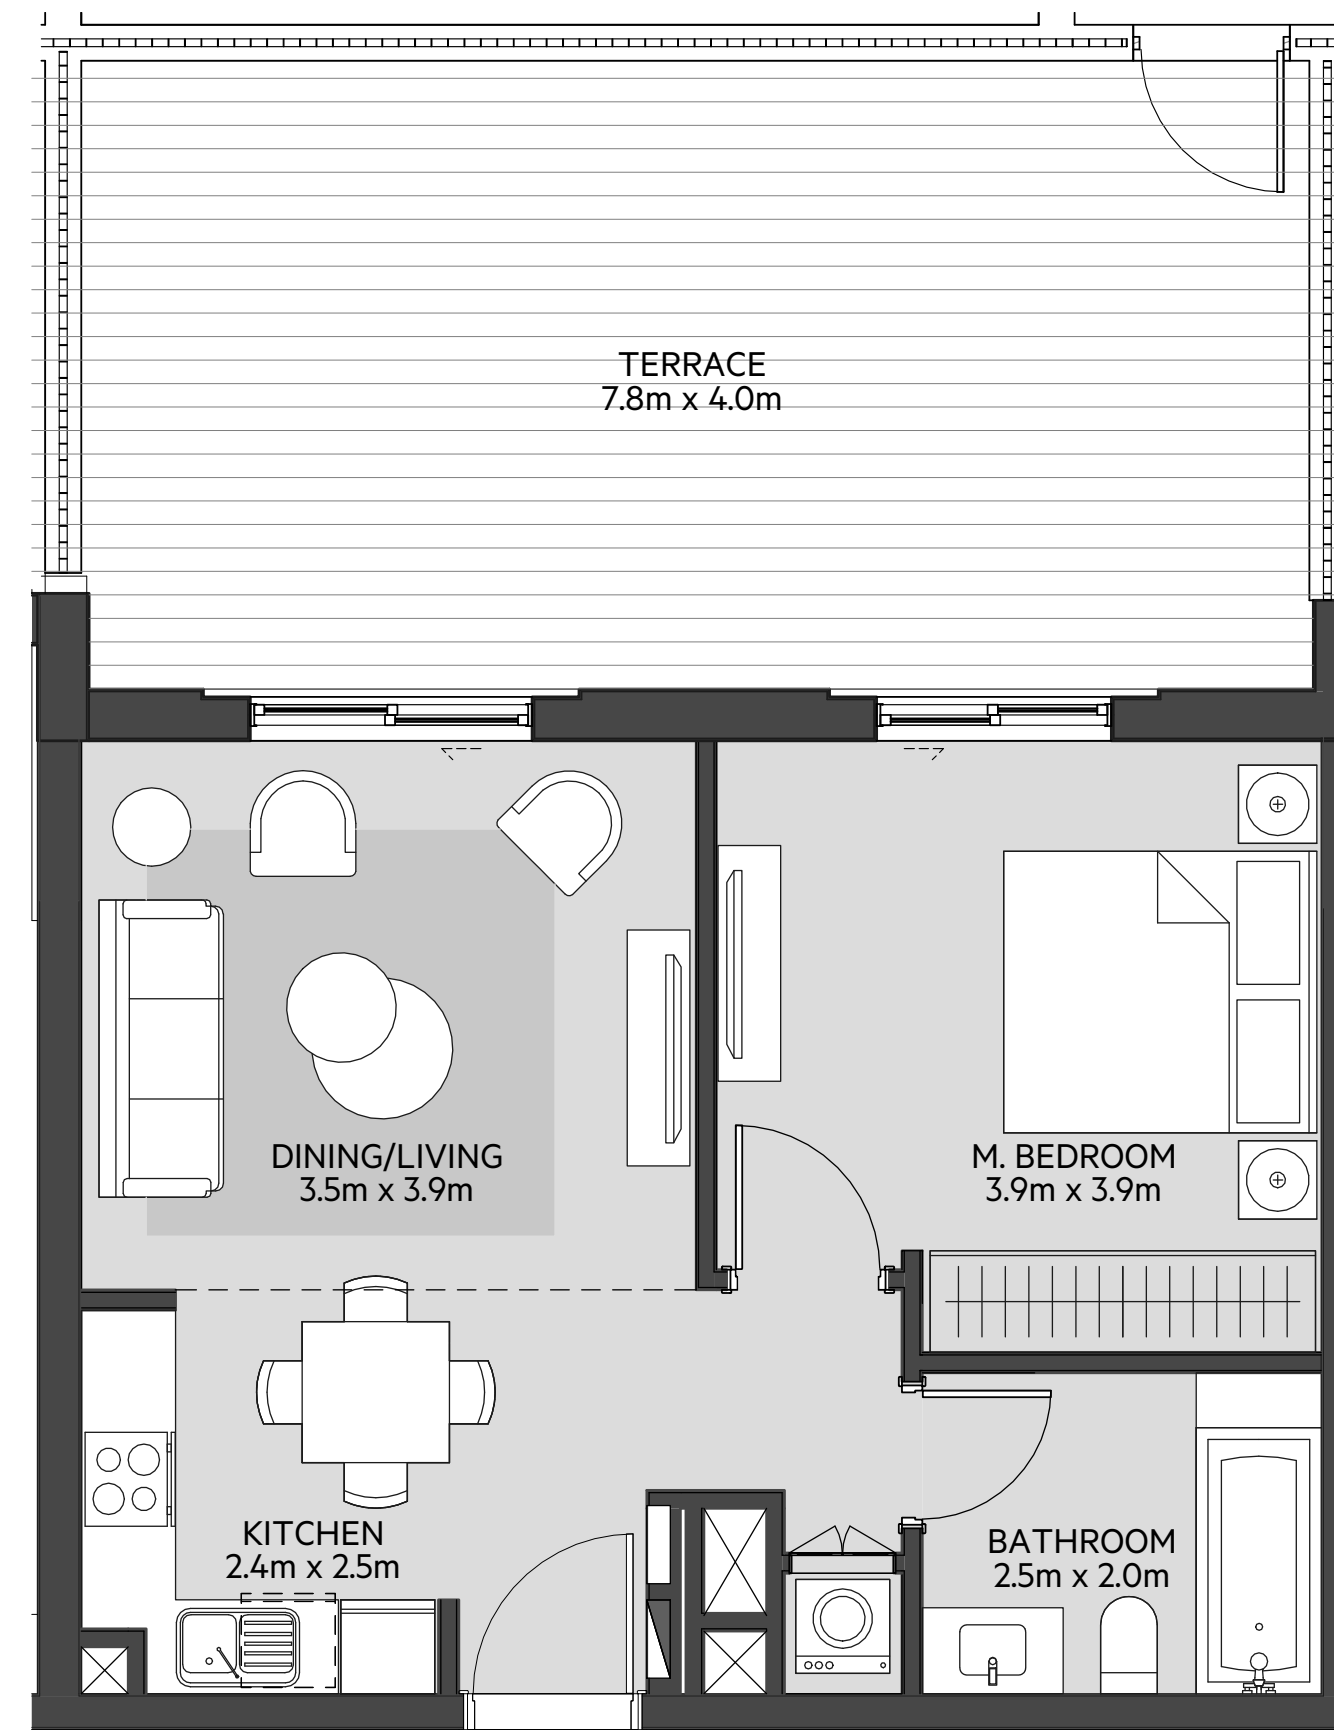 TERRACE
7.8m x 4.0m
DINING/LIVING
3.5m x 3.9m
M. BEDROOM
3.9m x 3.9m
KITCHEN
2.4m x 2.5m
BATHROOM
2.5m x 2.0m